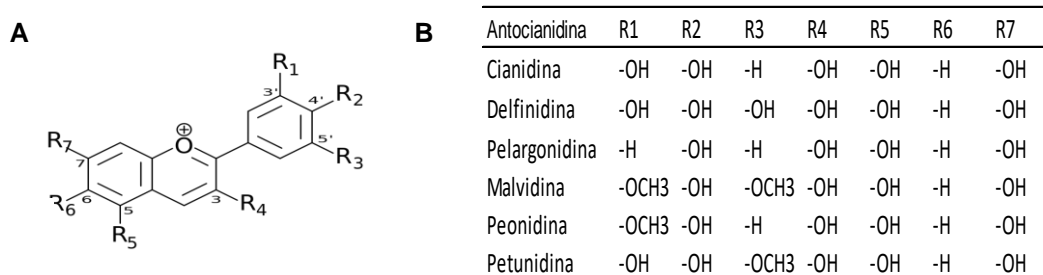 A
B
R1
3'
4'
R2
5'
R3
O
⊕
R7
7
R6
6
5
3
R4
R5
Antocianidina R1 R2 R3 R4 R5 R6 R7
Cianidina -OH -OH -H -OH -OH -H -OH
Delfinidina -OH -OH -OH -OH -OH -H -OH
Pelargonidina -H -OH -H -OH -OH -H -OH
Malvidina -OCH3 -OH -OCH3 -OH -OH -H -OH
Peonidina -OCH3 -OH -H -OH -OH -H -OH
Petunidina -OH -OH -OCH3 -OH -OH -H -OH